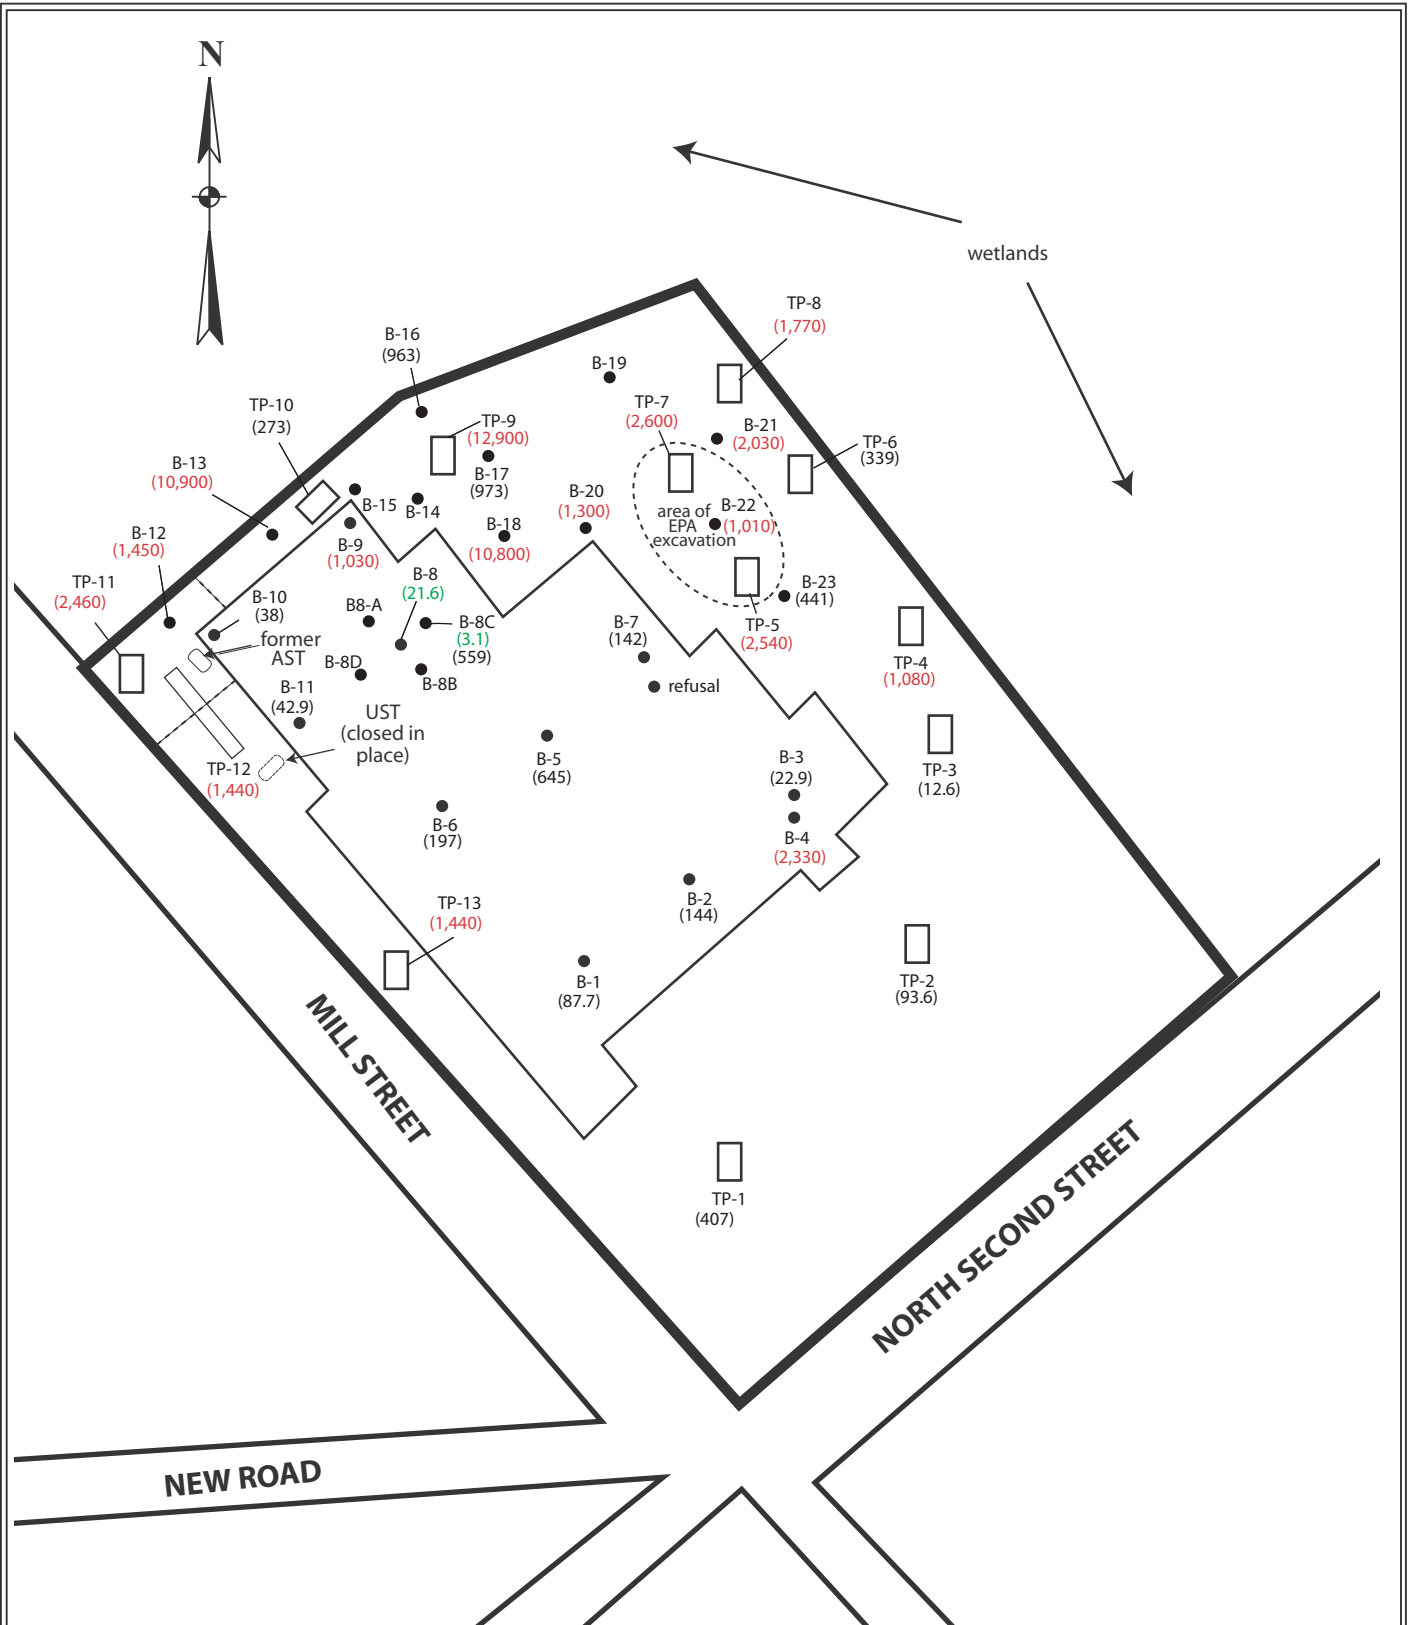 N
wetlands
TP-8
(1,770)
B-16
(963)
B-19
TP-10
(273)
TP-9
(12,900)
TP-7
(2,600)
B-21
(2,030)
TP-6
(339)
B-13
(10,900)
B-17
(973)
B-15
B-14
B-20
(1,300)
area of
EPA
excavation
B-22
(1,010)
B-12
(1,450)
B-9
(1,030)
B-18
(10,800)
TP-11
(2,460)
B-8
(21.6)
B-10
(38)
B8-A
B-8C
(3.1)
(559)
B-23
(441)
B-7
(142)
TP-5
(2,540)
former
AST
B-8D
B-8B
refusal
TP-4
(1,080)
B-11
(42.9)
UST
(closed in
place)
TP-12
(1,440)
B-5
(645)
B-3
(22.9)
TP-3
(12.6)
B-6
(197)
B-4
(2,330)
B-2
(144)
TP-13
(1,440)
B-1
(87.7)
TP-2
(93.6)
MILL STREET
TP-1
(407)
NORTH SECOND STREET
NEW ROAD